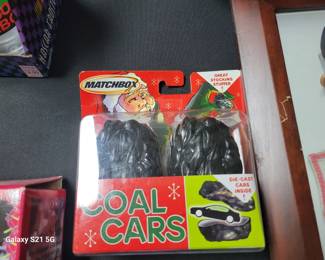 MATCHBOX
GREAT
STOCKING
STUFFER
!
COAL
CARS
DIE-CAST
CARS
INSIDE
!
Galaxy S21 5G